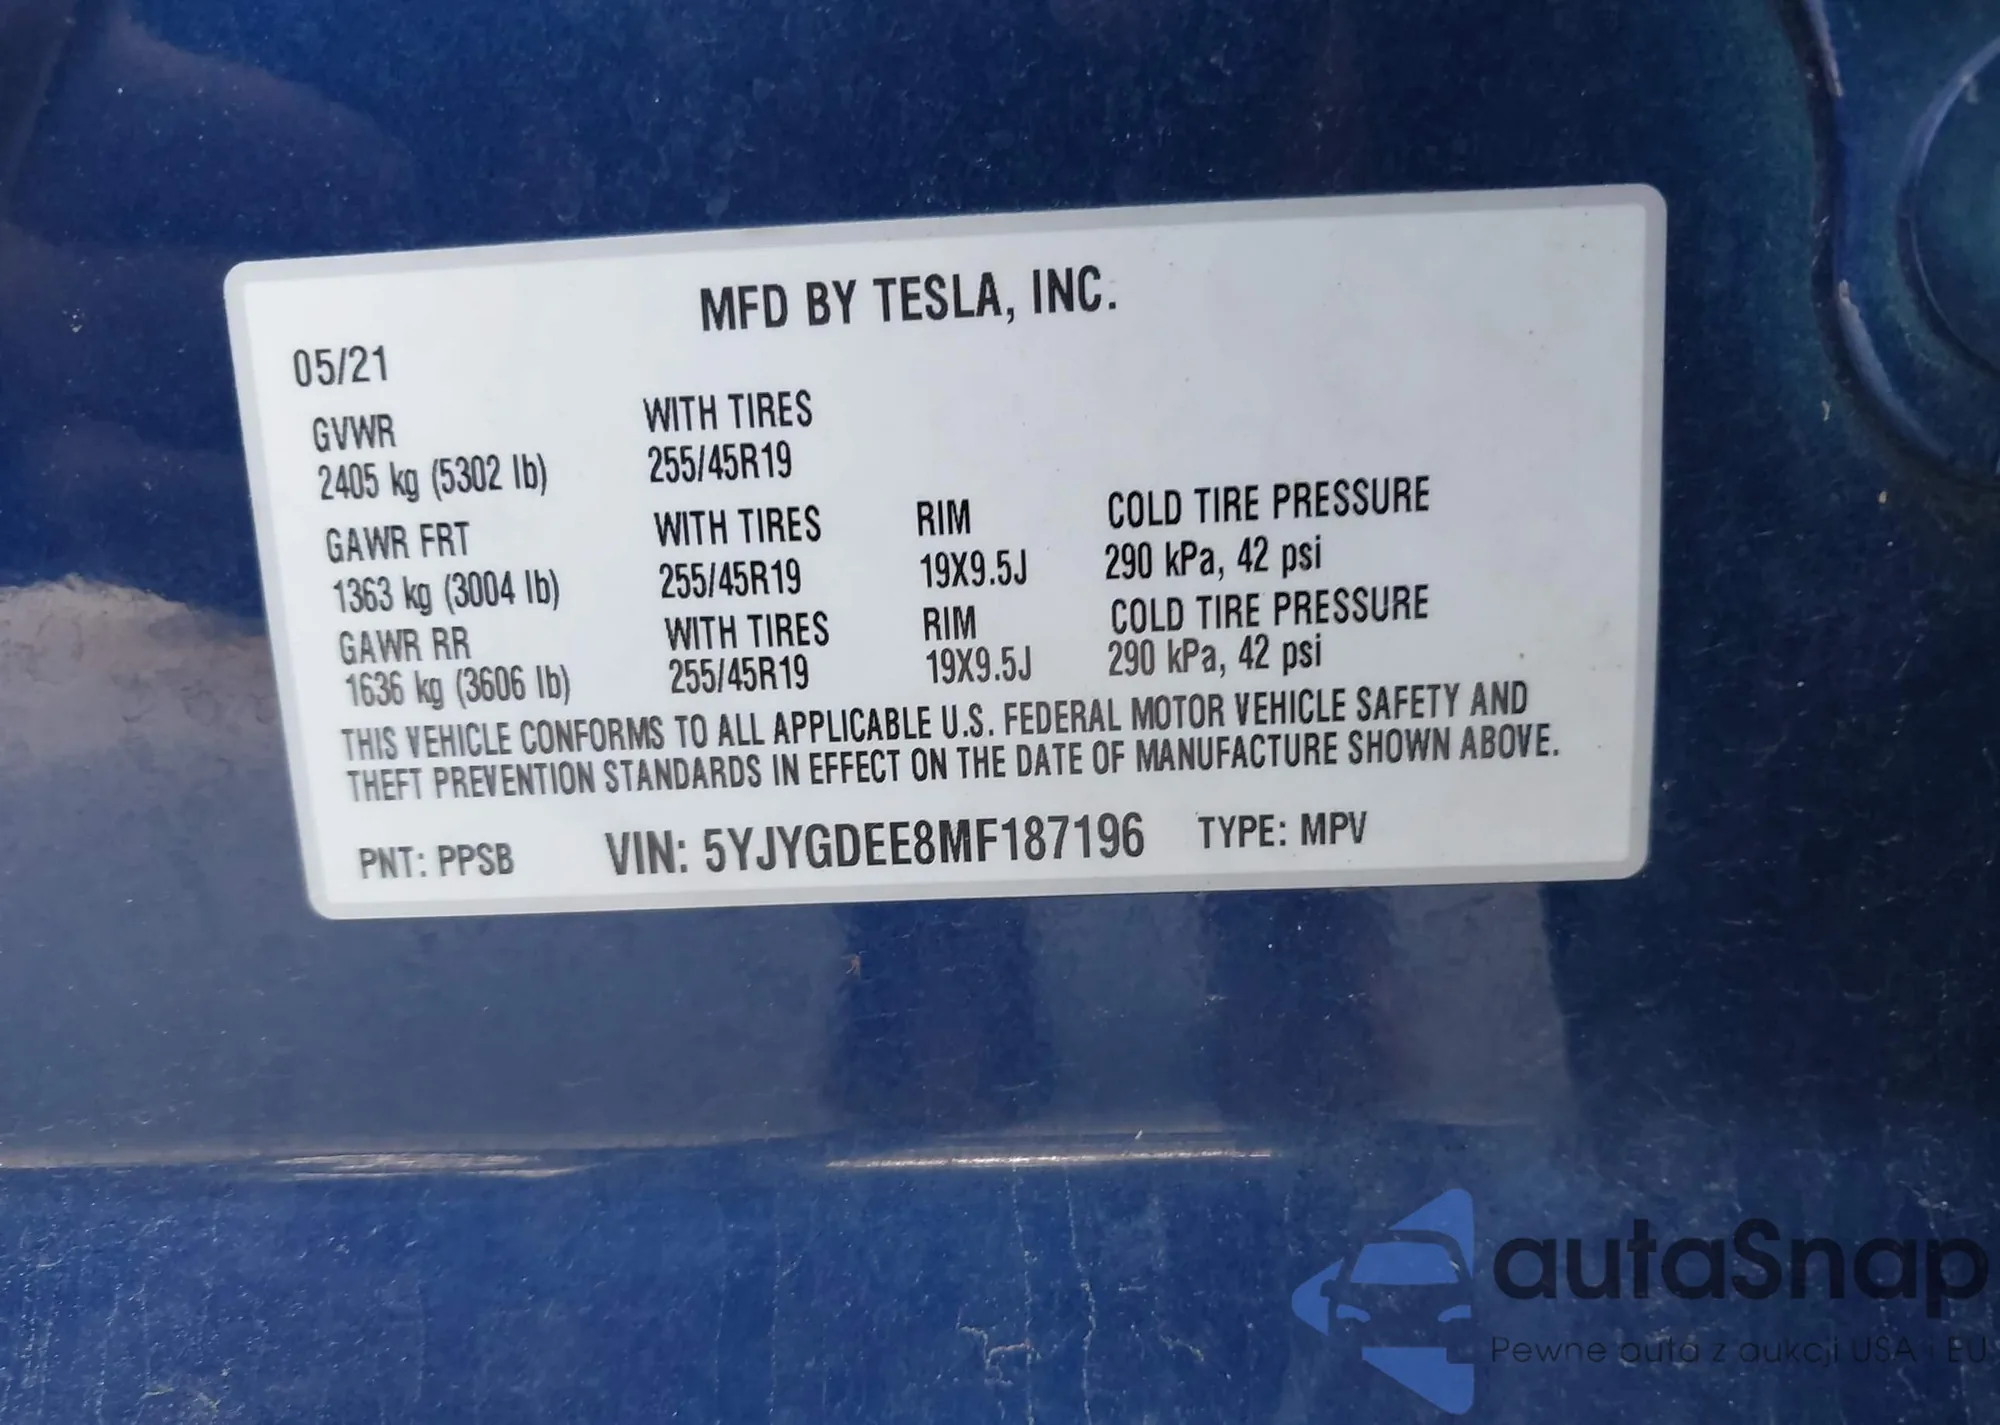 MFD BY TESLA, INC.
05/21
GVWR WITH TIRES
2405 kg (5302 lb) 255/45R19
GAWR FRT WITH TIRES RIM COLD TIRE PRESSURE
1363 kg (3004 lb) 255/45R19 19X9.5J 290 kPa, 42 psi
GAWR RR WITH TIRES RIM COLD TIRE PRESSURE
1636 kg (3606 lb) 255/45R19 19X9.5J 290 kPa, 42 psi
THIS VEHICLE CONFORMS TO ALL APPLICABLE U.S. FEDERAL MOTOR VEHICLE SAFETY AND
THEFT PREVENTION STANDARDS IN EFFECT ON THE DATE OF MANUFACTURE SHOWN ABOVE.
PNT: PPSB VIN: 5YJYGDEE8MF187196 TYPE: MPV
autaSnap
Pewne auta z aukcji USA i EU